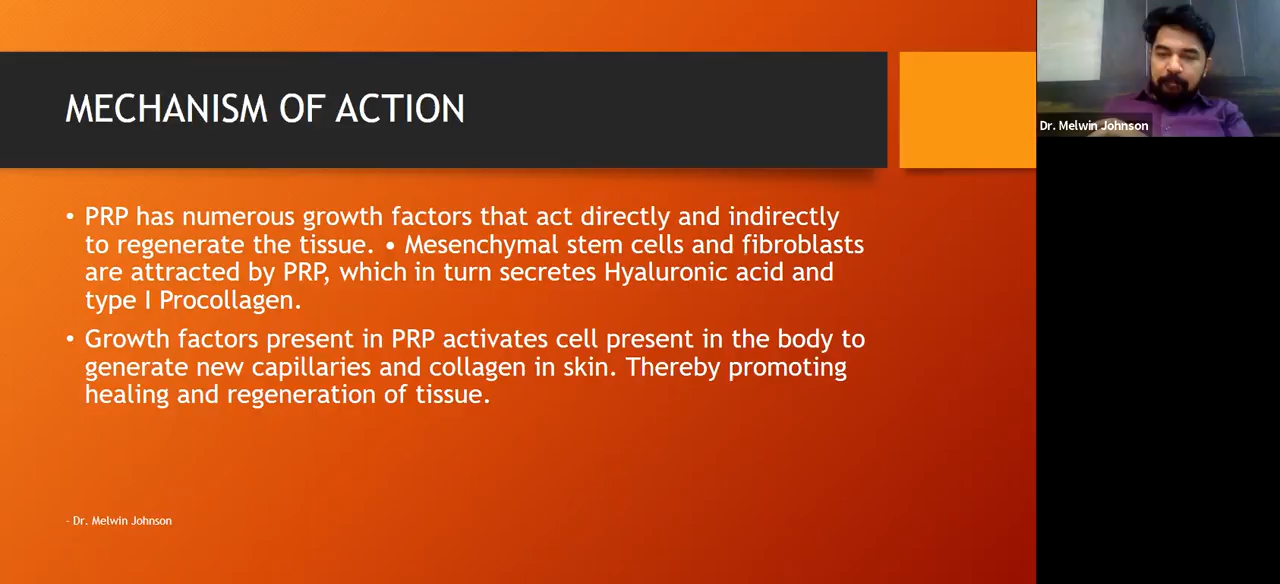 MECHANISM OF ACTION
• PRP has numerous growth factors that act directly and indirectly
to regenerate the tissue. • Mesenchymal stem cells and fibroblasts
are attracted by PRP, which in turn secretes Hyaluronic acid and
type I Procollagen.
• Growth factors present in PRP activates cell present in the body to
generate new capillaries and collagen in skin. Thereby promoting
healing and regeneration of tissue.
- Dr. Melwin Johnson
Dr. Melwin Johnson